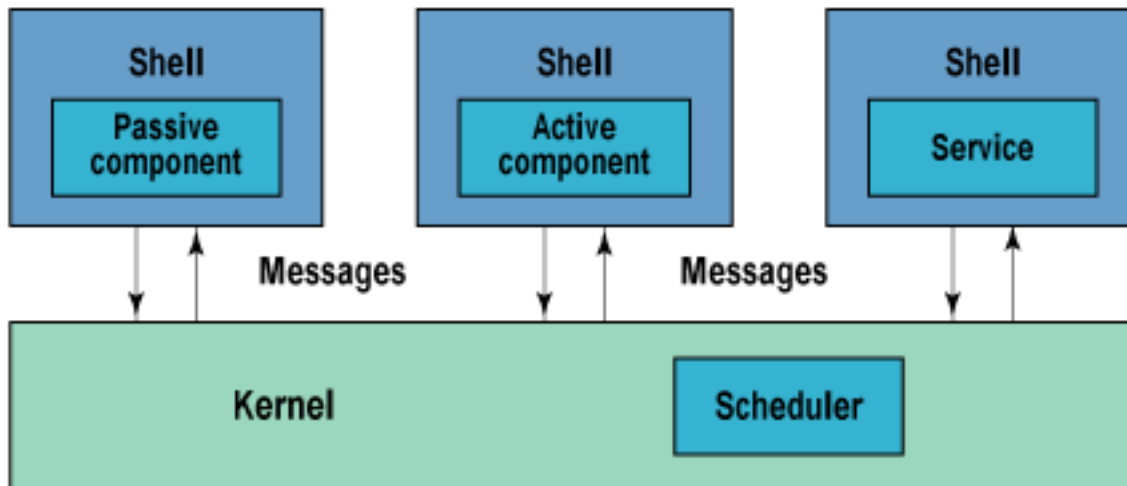 Shell
Passive
component
Shell
Active
component
Shell
Service
Messages
Messages
Kernel
Scheduler